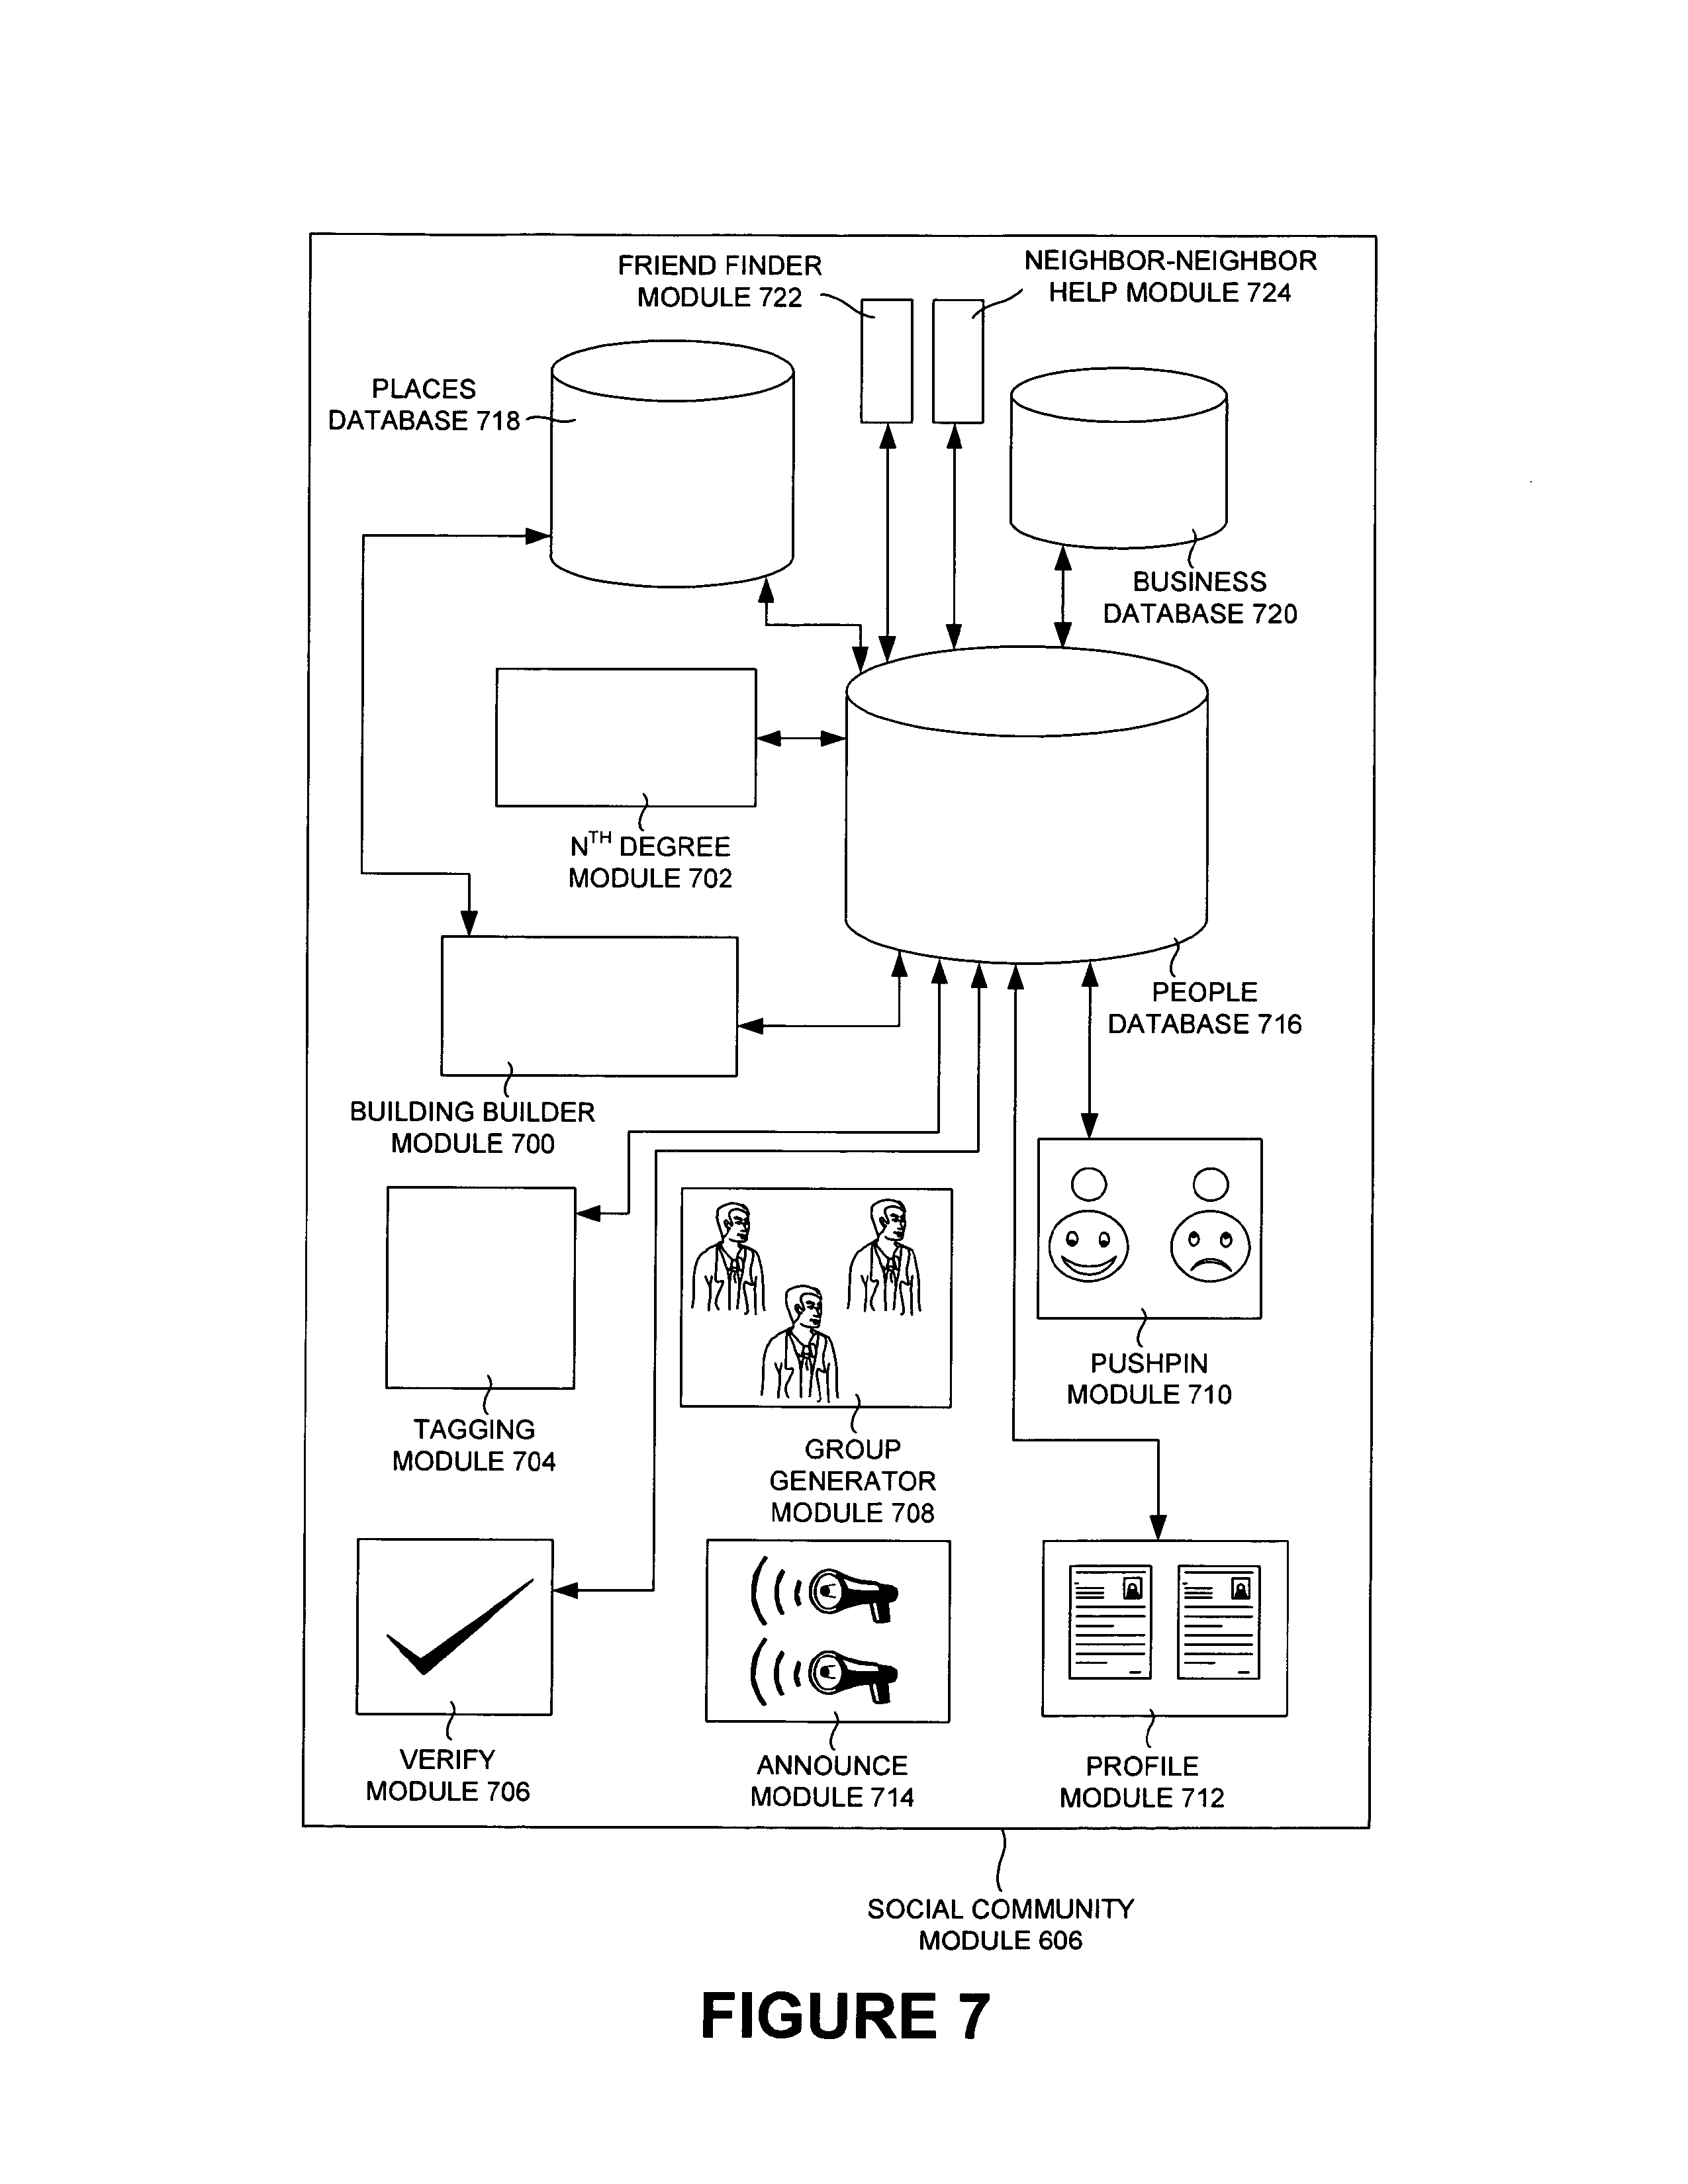 FRIEND FINDER
MODULE 722
NEIGHBOR-NEIGHBOR
HELP MODULE 724
PLACES
DATABASE 718
BUSINESS
DATABASE 720
NTH DEGREE
MODULE 702
PEOPLE
DATABASE 716
BUILDING BUILDER
MODULE 700
PUSHPIN
MODULE 710
TAGGING
MODULE 704
GROUP
GENERATOR
MODULE 708
VERIFY
MODULE 706
ANNOUNCE
MODULE 714
PROFILE
MODULE 712
SOCIAL COMMUNITY
MODULE 606
FIGURE 7